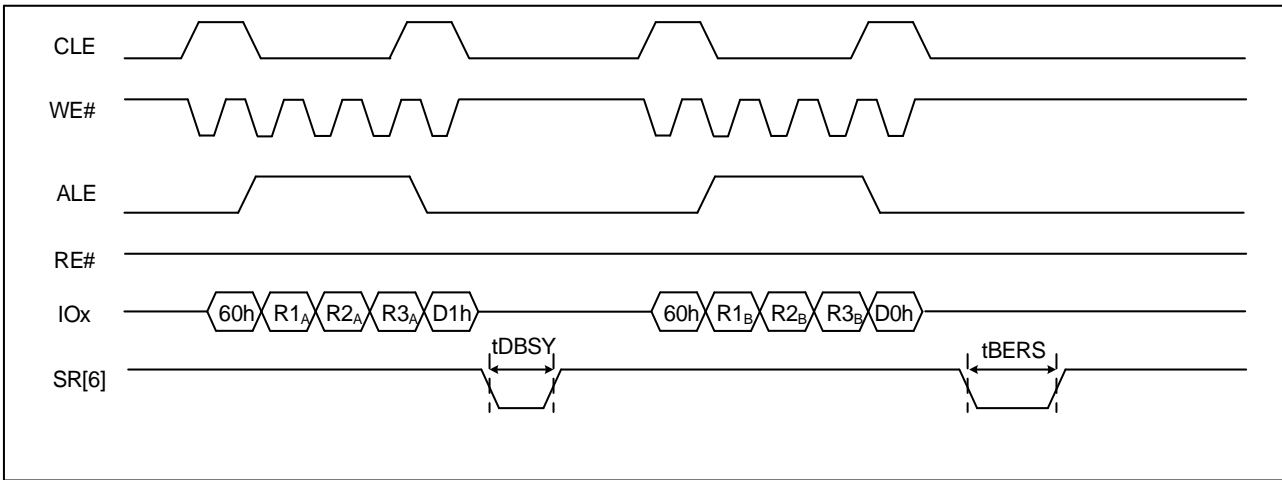 CLE
WE#
ALE
RE#
IOx 60h R1A R2A R3A D1h 60h R1B R2B R3B D0h
tDBSY tBERS
SR[6]